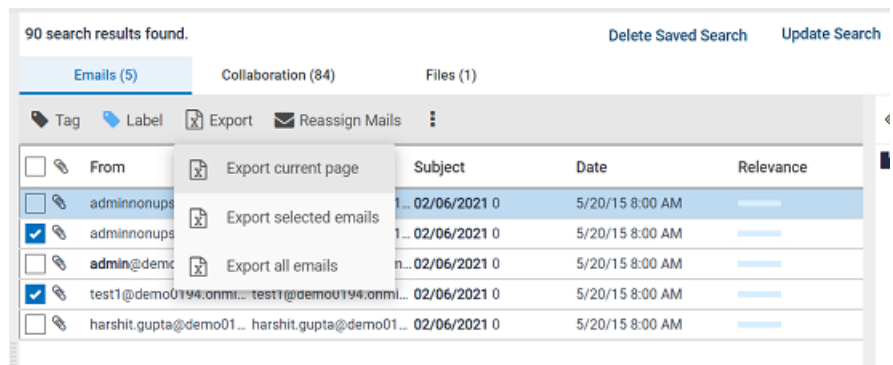 90 search results found. Delete Saved Search Update Search
Emails (5) Collaboration (84) Files (1)
Tag Label Export Reassign Mails
From Subject Date Relevance
Export current page
adminnonups 1... 02/06/2021 0 5/20/15 8:00 AM
Export selected emails
adminnonups 1... 02/06/2021 0 5/20/15 8:00 AM
admin@demo n... 02/06/2021 0 5/20/15 8:00 AM
Export all emails
test1@demo0194.onmi... test1@demo0194.onmi... 02/06/2021 0 5/20/15 8:00 AM
harshit.gupta@demo01... harshit.gupta@demo01... 02/06/2021 0 5/20/15 8:00 AM